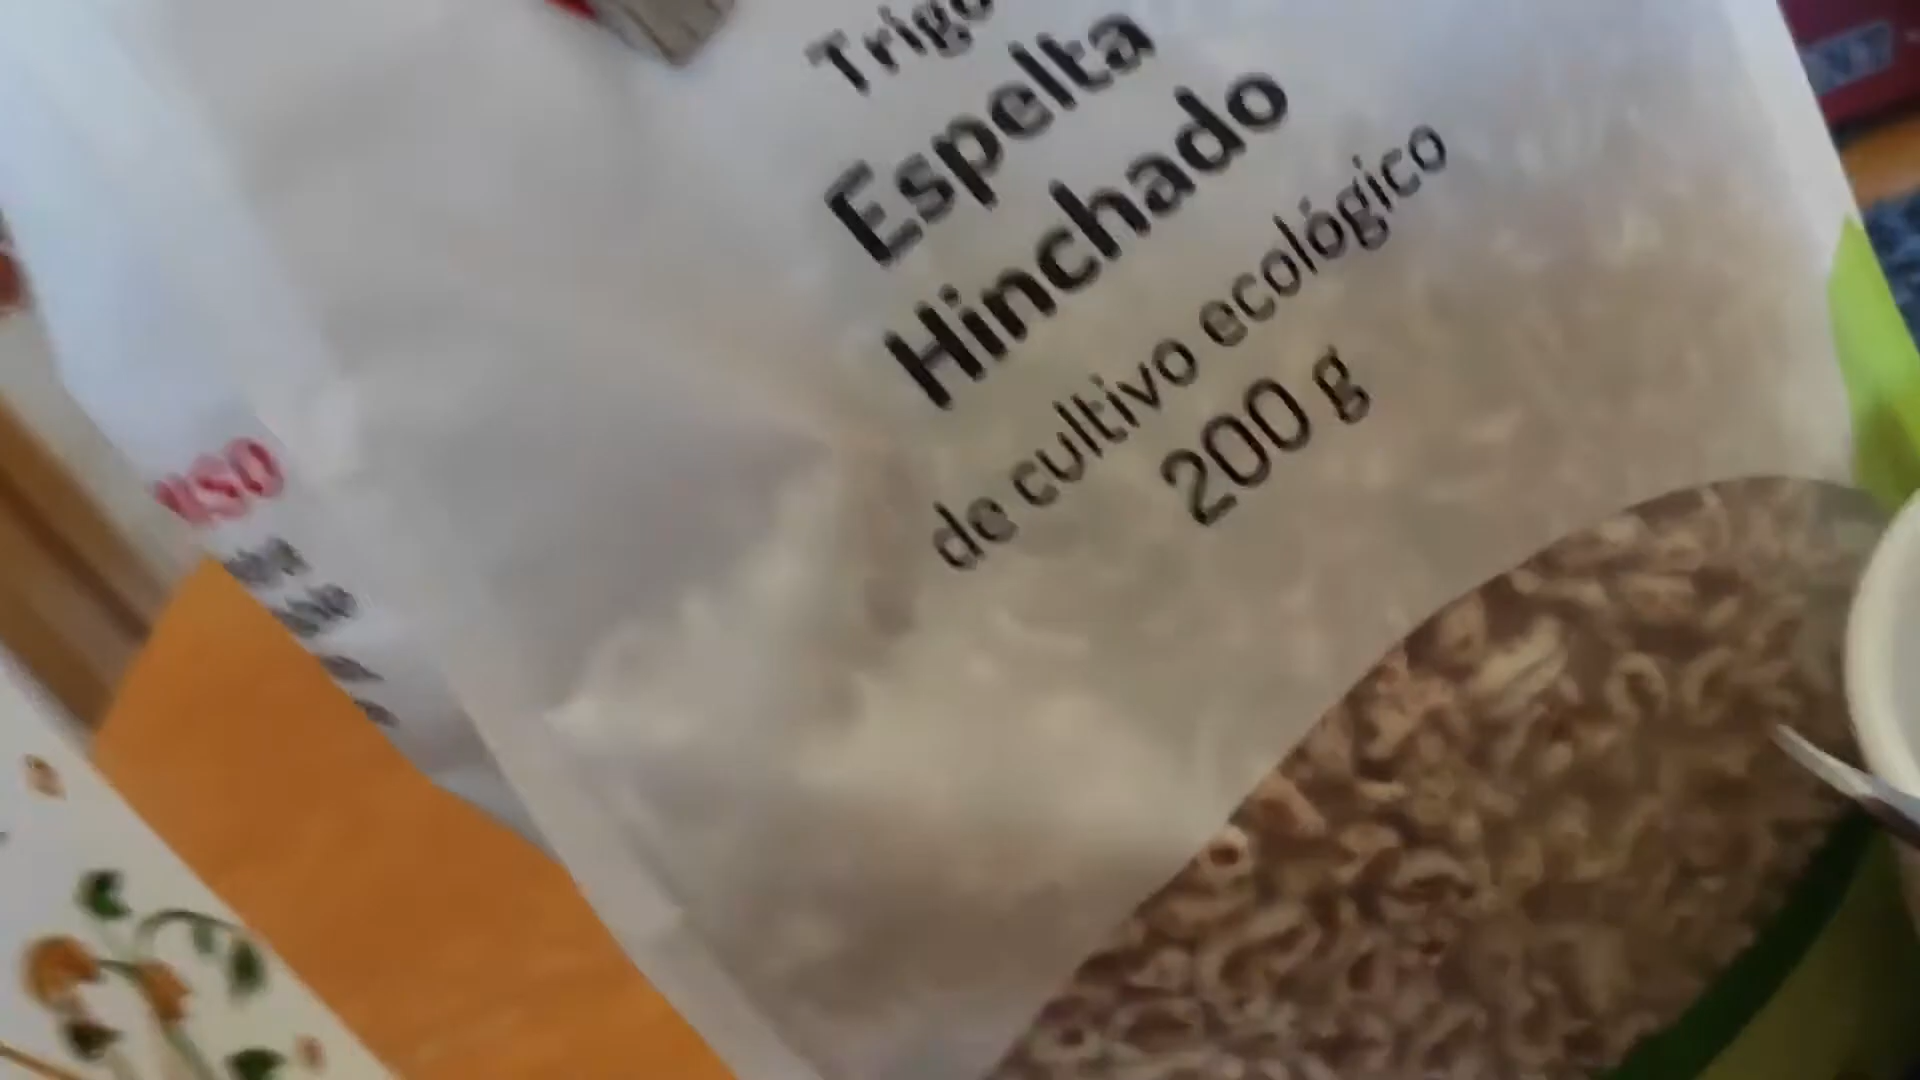 Trigo
Espelta
Hinchado
de cultivo ecológico
200 g